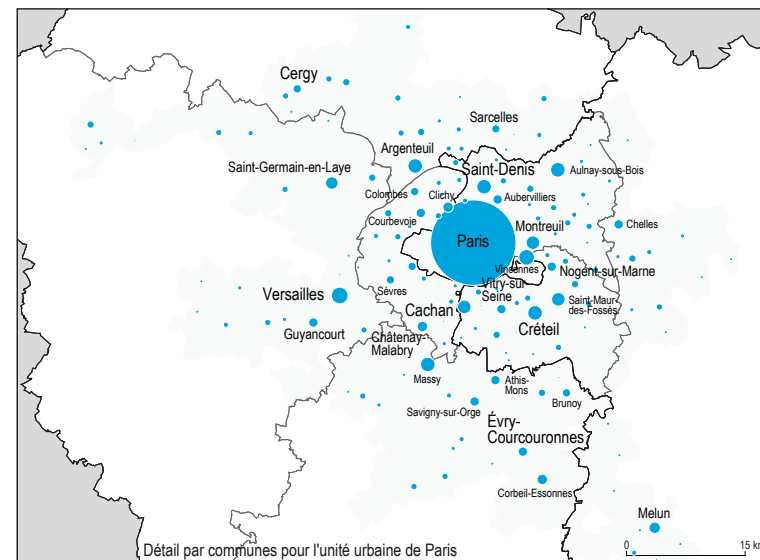 Cergy
Sarcelles
Argenteuil
Saint-Germain-en-Laye
Saint-Denis
Aulnay-sous-Bois
Colombes
Clichy
Aubervilliers
Courbevoie
Chelles
Montreuil
Paris
Vincennes
Nogent-sur-Marne
Sèvres
Vitry-sur
Seine
Versailles
Saint-Maur
des-Fossés
Cachan
Créteil
Guyancourt
Châtenay-
Malabry
Massy
Athis-
Mons
Brunoy
Savigny-sur-Orge
Évry-
Courcouronnes
Corbeil-Essonnes
Melun
0 15 km
Détail par communes pour l'unité urbaine de Paris